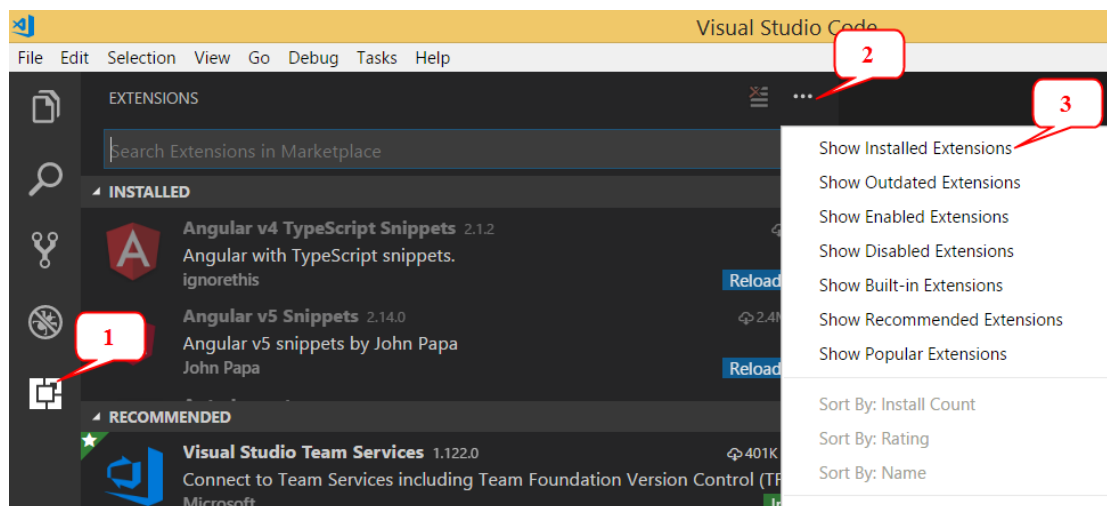 Visual Studio Code
File Edit Selection View Go Debug Tasks Help
2
EXTENSIONS
•••
3
Search Extensions in Marketplace
Show Installed Extensions
INSTALLED
Show Outdated Extensions
Angular v4 TypeScript Snippets 2.1.2
Show Enabled Extensions
Angular with TypeScript snippets.
Show Disabled Extensions
ignorethis
Reload
Show Built-in Extensions
Angular v5 Snippets 2.14.0
Show Recommended Extensions
1
Angular v5 snippets by John Papa
Show Popular Extensions
John Papa
Reload
Sort By: Install Count
RECOMMENDED
Sort By: Rating
Visual Studio Team Services 1.122.0
401K
Sort By: Name
Connect to Team Services including Team Foundation Version Control
Microsoft